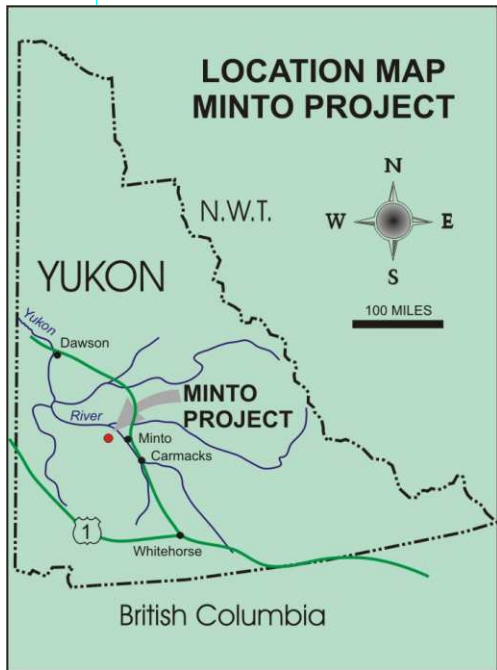 LOCATION MAP
MINTO PROJECT
N
N.W.T.
W
E
S
YUKON
100 MILES
Yukon
Dawson
MINTO
PROJECT
River
Minto
Carmacks
1
Whitehorse
British Columbia